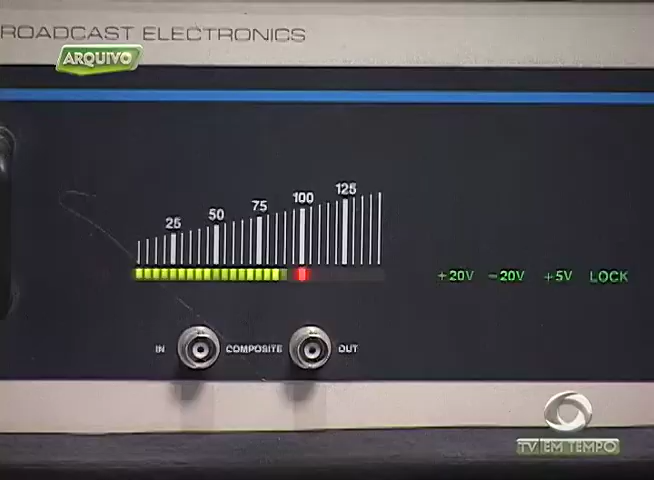 ROADCAST ELECTRONICS
ARQUIVO
25 50 75 100 125
+20V -20V +5V LOCK
IN COMPOSITE OUT
TV EM TEMPO